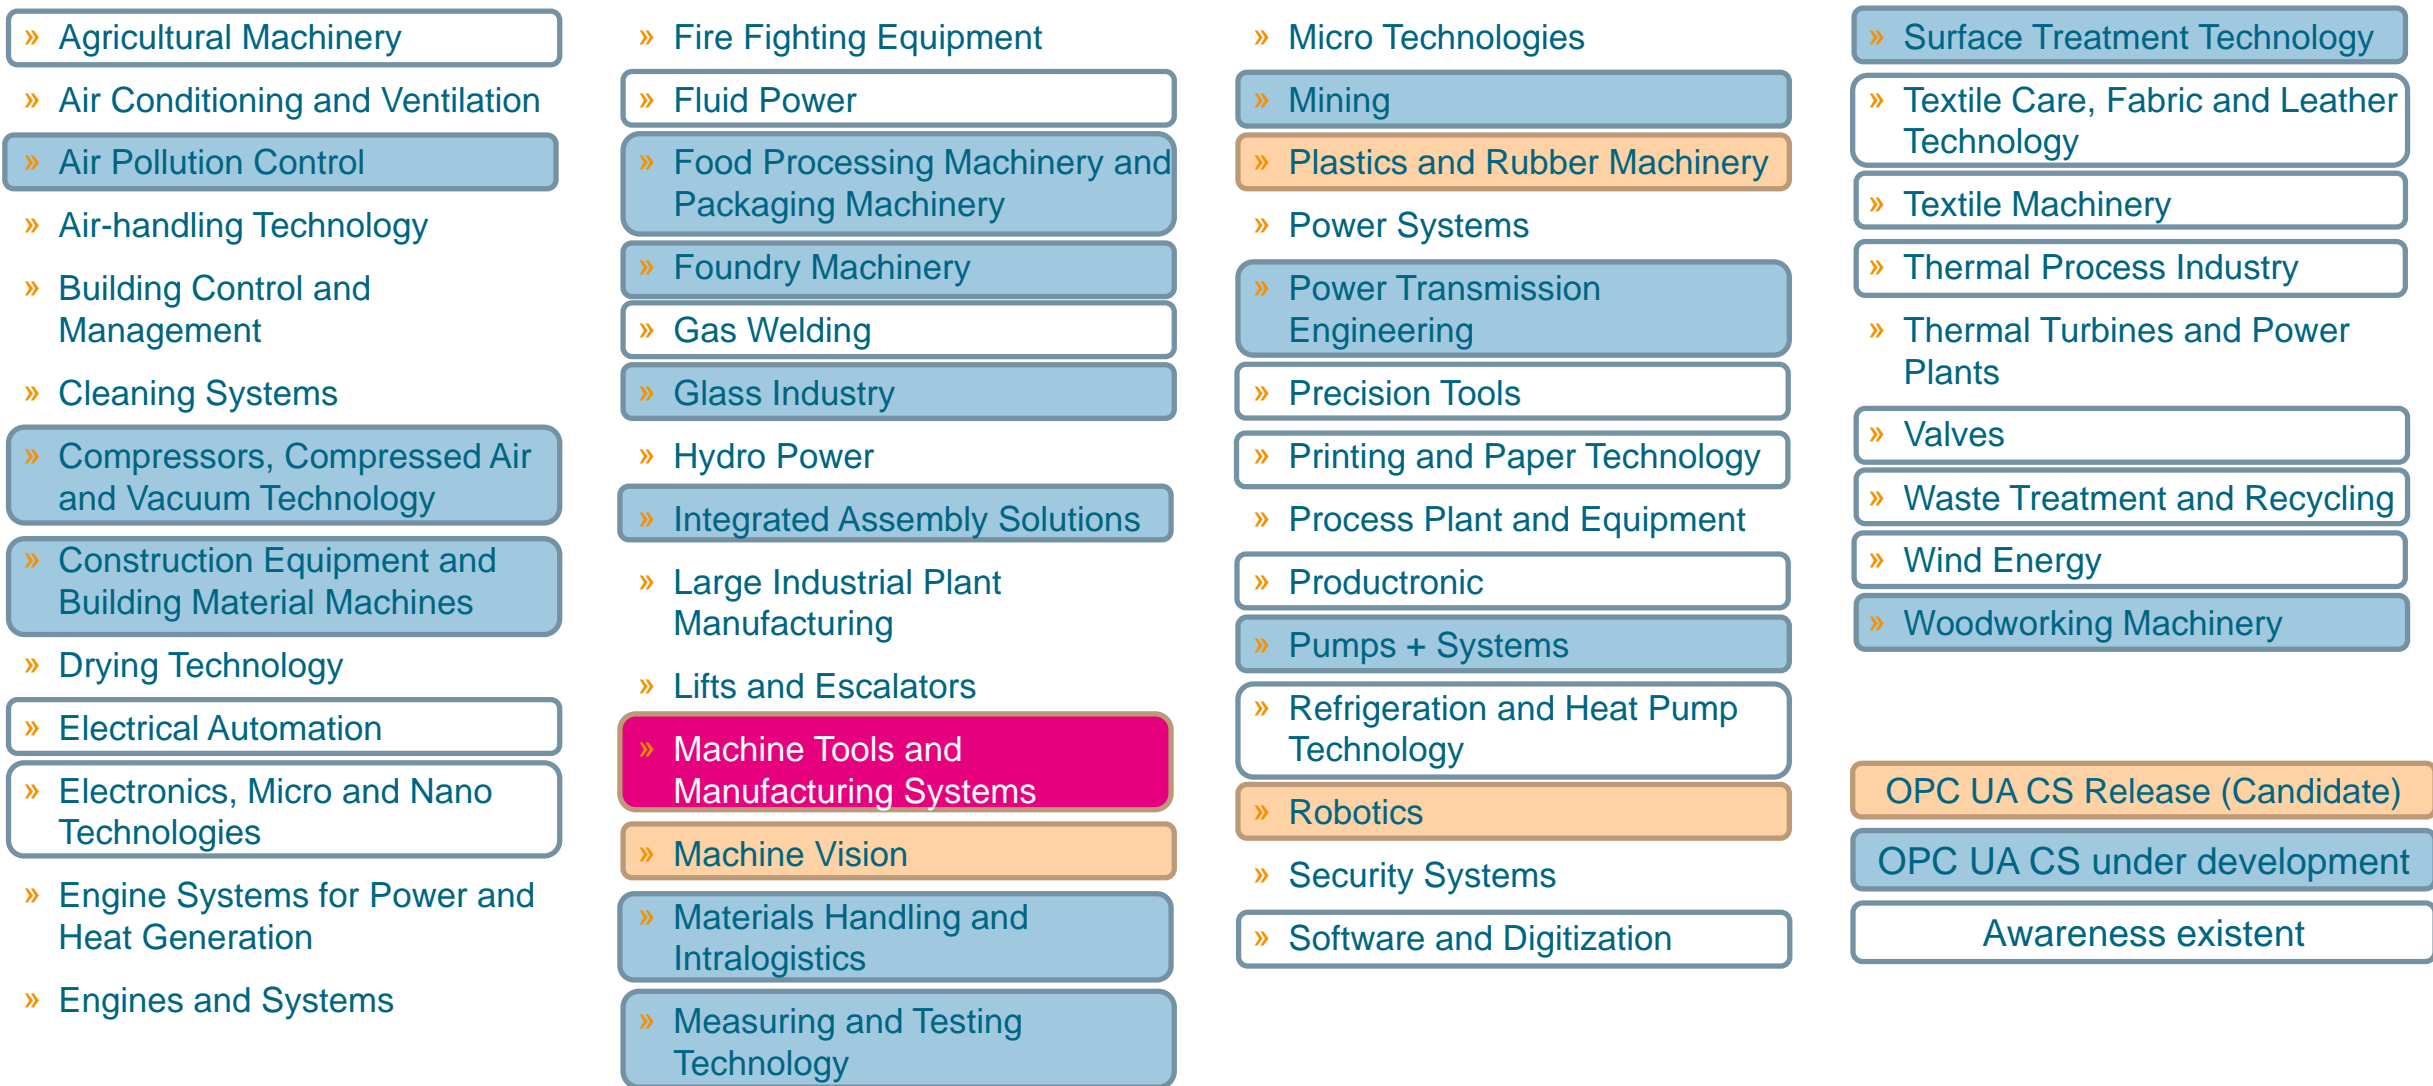 » Agricultural Machinery
» Air Conditioning and Ventilation
» Air Pollution Control
» Air-handling Technology
» Building Control and
Management
» Cleaning Systems
» Compressors, Compressed Air
and Vacuum Technology
» Construction Equipment and
Building Material Machines
» Drying Technology
» Electrical Automation
» Electronics, Micro and Nano
Technologies
» Engine Systems for Power and
Heat Generation
» Engines and Systems
» Fire Fighting Equipment
» Fluid Power
» Food Processing Machinery and
Packaging Machinery
» Foundry Machinery
» Gas Welding
» Glass Industry
» Hydro Power
» Integrated Assembly Solutions
» Large Industrial Plant
Manufacturing
» Lifts and Escalators
» Machine Tools and
Manufacturing Systems
» Machine Vision
» Materials Handling and
Intralogistics
» Measuring and Testing
Technology
» Micro Technologies
» Mining
» Plastics and Rubber Machinery
» Power Systems
» Power Transmission
Engineering
» Precision Tools
» Printing and Paper Technology
» Process Plant and Equipment
» Productronic
» Pumps + Systems
» Refrigeration and Heat Pump
Technology
» Robotics
» Security Systems
» Software and Digitization
» Surface Treatment Technology
» Textile Care, Fabric and Leather
Technology
» Textile Machinery
» Thermal Process Industry
» Thermal Turbines and Power
Plants
» Valves
» Waste Treatment and Recycling
» Wind Energy
» Woodworking Machinery
OPC UA CS Release (Candidate)
OPC UA CS under development
Awareness existent